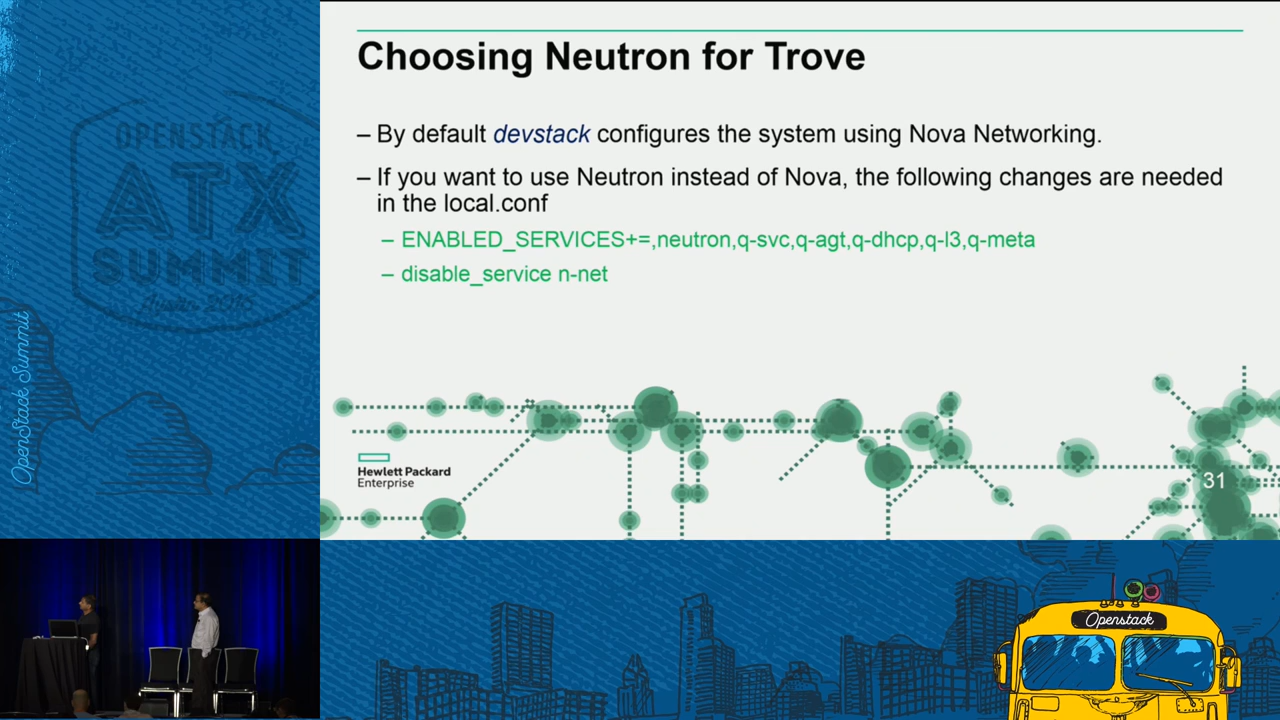 Choosing Neutron for Trove
– By default devstack configures the system using Nova Networking.
– If you want to use Neutron instead of Nova, the following changes are needed
in the local.conf
– ENABLED_SERVICES+=,neutron,q-svc,q-agt,q-dhcp,q-l3,q-meta
– disable_service n-net
Hewlett Packard
Enterprise
31
OPENSTACK
ATX
SUMMIT
Austin 2016
OpenStack Summit
Openstack